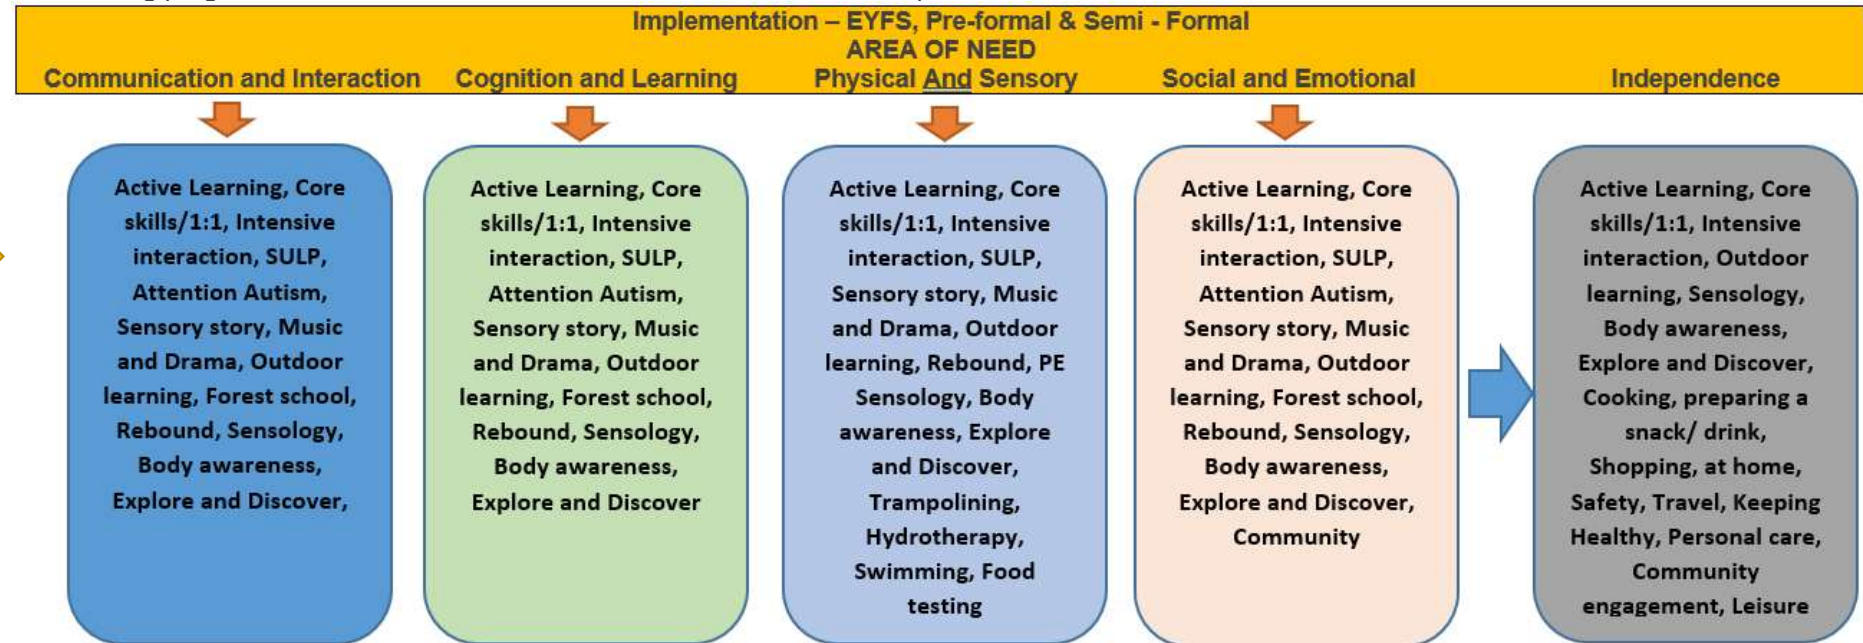 Implementation – EYFS, Pre-formal & Semi - Formal
AREA OF NEED
Communication and Interaction Cognition and Learning Physical And Sensory Social and Emotional Independence
Active Learning, Core
skills/1:1, Intensive
interaction, SULP,
Attention Autism,
Sensory story, Music
and Drama, Outdoor
learning, Forest school,
Rebound, Sensology,
Body awareness,
Explore and Discover,
Active Learning, Core
skills/1:1, Intensive
interaction, SULP,
Attention Autism,
Sensory story, Music
and Drama, Outdoor
learning, Forest school,
Rebound, Sensology,
Body awareness,
Explore and Discover
Active Learning, Core
skills/1:1, Intensive
interaction, SULP,
Sensory story, Music
and Drama, Outdoor
learning, Rebound, PE
Sensology, Body
awareness, Explore
and Discover,
Trampolining,
Hydrotherapy,
Swimming, Food
testing
Active Learning, Core
skills/1:1, Intensive
interaction, SULP,
Attention Autism,
Sensory story, Music
and Drama, Outdoor
learning, Forest school,
Rebound, Sensology,
Body awareness,
Explore and Discover,
Community
Active Learning, Core
skills/1:1, Intensive
interaction, Outdoor
learning, Sensology,
Body awareness,
Explore and Discover,
Cooking, preparing a
snack/ drink,
Shopping, at home,
Safety, Travel, Keeping
Healthy, Personal care,
Community
engagement, Leisure